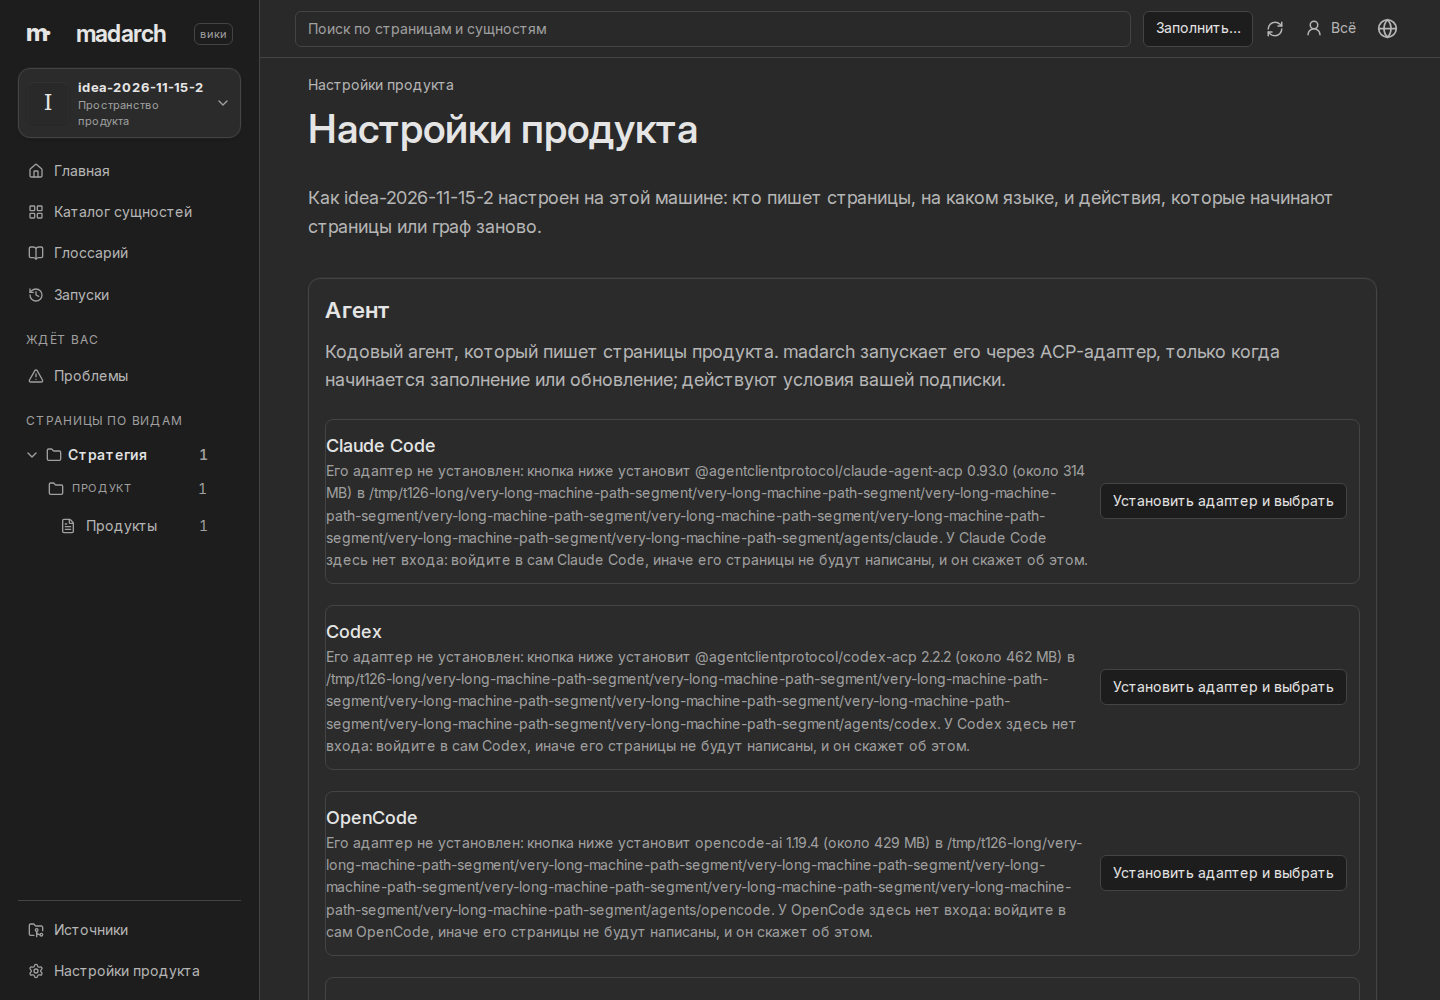 m madarch вики
I
idea-2026-11-15-2
Пространство
продукта
Главная
Каталог сущностей
Глоссарий
Запуски
ЖДЁТ ВАС
Проблемы
СТРАНИЦЫ ПО ВИДАМ
Стратегия 1
ПРОДУКТ 1
Продукты 1
Источники
Настройки продукта
Поиск по страницам и сущностям
Заполнить...
Всё
Настройки продукта
Настройки продукта
Как idea-2026-11-15-2 настроен на этой машине: кто пишет страницы, на каком языке, и действия, которые начинают
страницы или граф заново.
Агент
Кодовый агент, который пишет страницы продукта. madarch запускает его через ACP-адаптер, только когда
начинается заполнение или обновление; действуют условия вашей подписки.
Claude Code
Его адаптер не установлен: кнопка ниже установит @agentclientprotocol/claude-agent-acp 0.93.0 (около 314
MB) в /tmp/t126-long/very-long-machine-path-segment/very-long-machine-path-segment/very-long-machine-
path-segment/very-long-machine-path-segment/very-long-machine-path-segment/very-long-machine-path-
segment/very-long-machine-path-segment/very-long-machine-path-segment/agents/claude. У Claude Code
здесь нет входа: войдите в сам Claude Code, иначе его страницы не будут написаны, и он скажет об этом.
Установить адаптер и выбрать
Codex
Его адаптер не установлен: кнопка ниже установит @agentclientprotocol/codex-acp 2.2.2 (около 462 MB) в
/tmp/t126-long/very-long-machine-path-segment/very-long-machine-path-segment/very-long-machine-path-
segment/very-long-machine-path-segment/very-long-machine-path-segment/very-long-machine-path-
segment/very-long-machine-path-segment/very-long-machine-path-segment/agents/codex. У Codex здесь нет
входа: войдите в сам Codex, иначе его страницы не будут написаны, и он скажет об этом.
Установить адаптер и выбрать
OpenCode
Его адаптер не установлен: кнопка ниже установит opencode-ai 1.19.4 (около 429 MB) в /tmp/t126-long/very-
long-machine-path-segment/very-long-machine-path-segment/very-long-machine-path-segment/very-long-
machine-path-segment/very-long-machine-path-segment/very-long-machine-path-segment/very-long-machine-
path-segment/very-long-machine-path-segment/agents/opencode. У OpenCode здесь нет входа: войдите в
сам OpenCode, иначе его страницы не будут написаны, и он скажет об этом.
Установить адаптер и выбрать